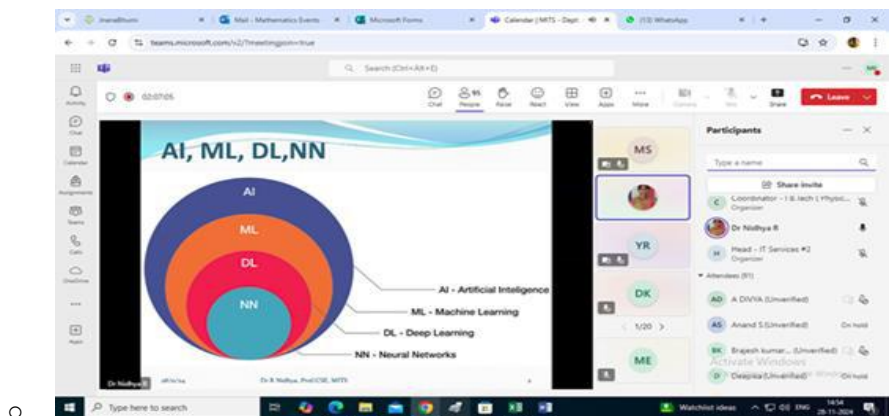 JnanaBhumi
Mail - Mathematics Events
Microsoft Forms
Calendar | MITS - Dept
(13) WhatsApp
teams.microsoft.com/v2/?meetingjoin=true
Search (Ctrl+Alt+E)
02:07:05
Chat
95
People
Raise
React
View
Apps
More
Camera
Mic
Share
Leave
Activity
Chat
Calendar
Assignments
Teams
Calls
OneDrive
Apps
AI, ML, DL,NN
AI
ML
DL
NN
AI - Artificial Inteligence
ML - Machine Learning
DL - Deep Learning
NN - Neural Networks
Dr Nidhya R
Dr R Nidhya, Prof/CSE, MITS
MS
YR
DK
1/20
ME
Participants
Type a name
Share invite
C
Coordinator - I B.Tech ( Physic...
Organizer
Dr Nidhya R
H
Head - IT Services #2
Organizer
Attendees (91)
AD
A DIVYA (Unverified)
AS
Anand S (Unverified)
On hold
BK
Brajesh kumar... (Unverified)
Activate Windows
D
Deepika (Unverified)
On hold
Type here to search
Watchlist ideas
ENG
14:54
28-11-2024